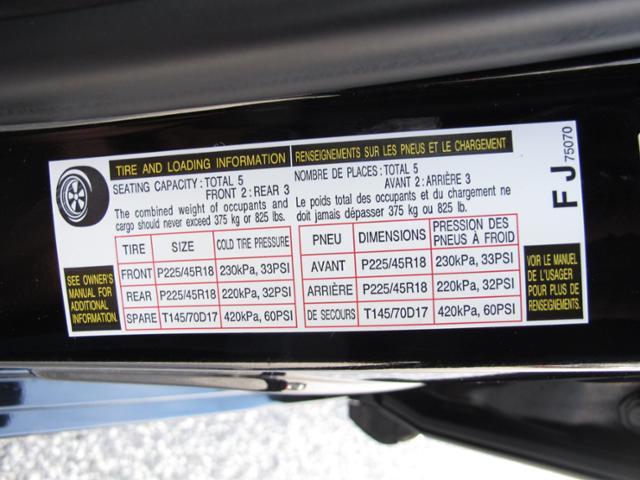 TIRE AND LOADING INFORMATION
SEATING CAPACITY : TOTAL 5
FRONT 2 : REAR 3
The combined weight of occupants and
cargo should never exceed 375 kg or 825 lbs.
TIRE SIZE COLD TIRE PRESSURE
FRONT P225/45R18 230kPa, 33PSI
REAR P225/45R18 220kPa, 32PSI
SPARE T145/70D17 420kPa, 60PSI
SEE OWNER'S
MANUAL FOR
ADDITIONAL
INFORMATION.
RENSEIGNEMENTS SUR LES PNEUS ET LE CHARGEMENT
NOMBRE DE PLACES : TOTAL 5
AVANT 2 : ARRIÈRE 3
Le poids total des occupants et du chargement ne
doit jamais dépasser 375 kg ou 825 lb.
PNEU DIMENSIONS PRESSION DES
PNEUS À FROID
AVANT P225/45R18 230kPa, 33PSI
ARRIÈRE P225/45R18 220kPa, 32PSI
DE SECOURS T145/70D17 420kPa, 60PSI
VOIR LE MANUEL
DE L'USAGER
POUR PLUS DE
RENSEIGNEMENTS.
FJ
75070